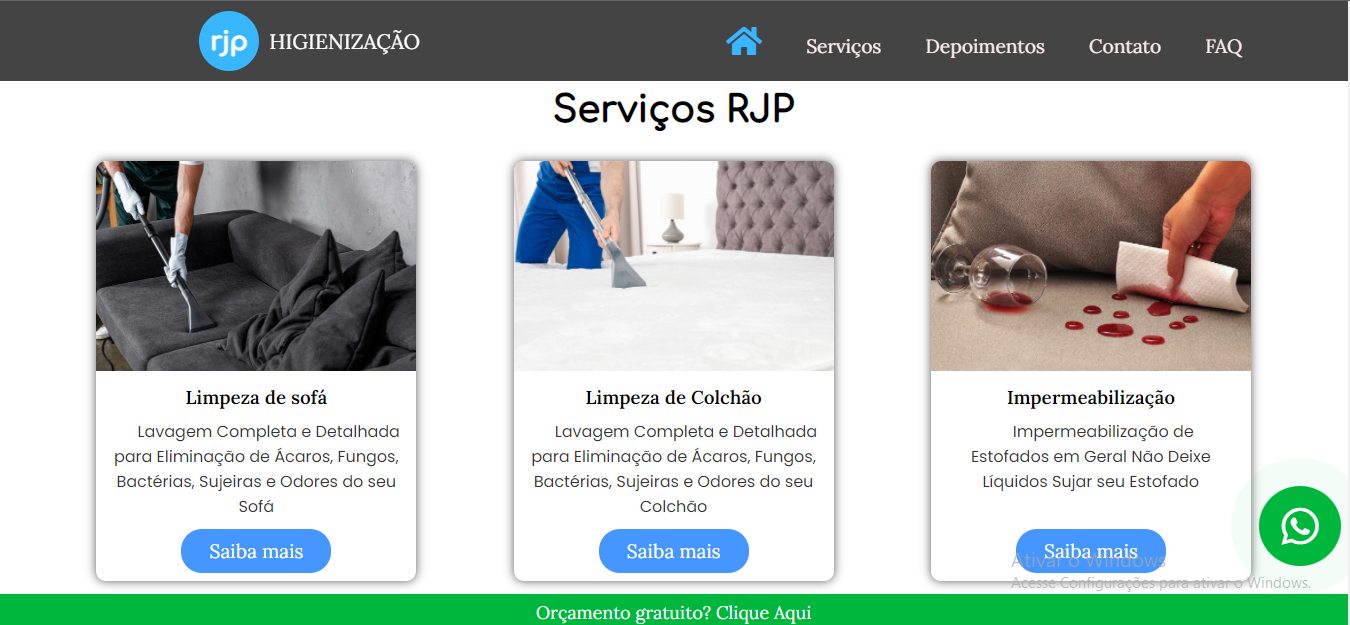 rjp HIGIENIZAÇÃO
Serviços Depoimentos Contato FAQ
Serviços RJP
Limpeza de sofá
Lavagem Completa e Detalhada
para Eliminação de Ácaros, Fungos,
Bactérias, Sujeiras e Odores do seu
Sofá
Saiba mais
Limpeza de Colchão
Lavagem Completa e Detalhada
para Eliminação de Ácaros, Fungos,
Bactérias, Sujeiras e Odores do seu
Colchão
Saiba mais
Impermeabilização
Impermeabilização de
Estofados em Geral Não Deixe
Líquidos Sujar seu Estofado
Saiba mais
Ativar o Windows
Acesse Configurações para ativar o Windows.
Orçamento gratuito? Clique Aqui